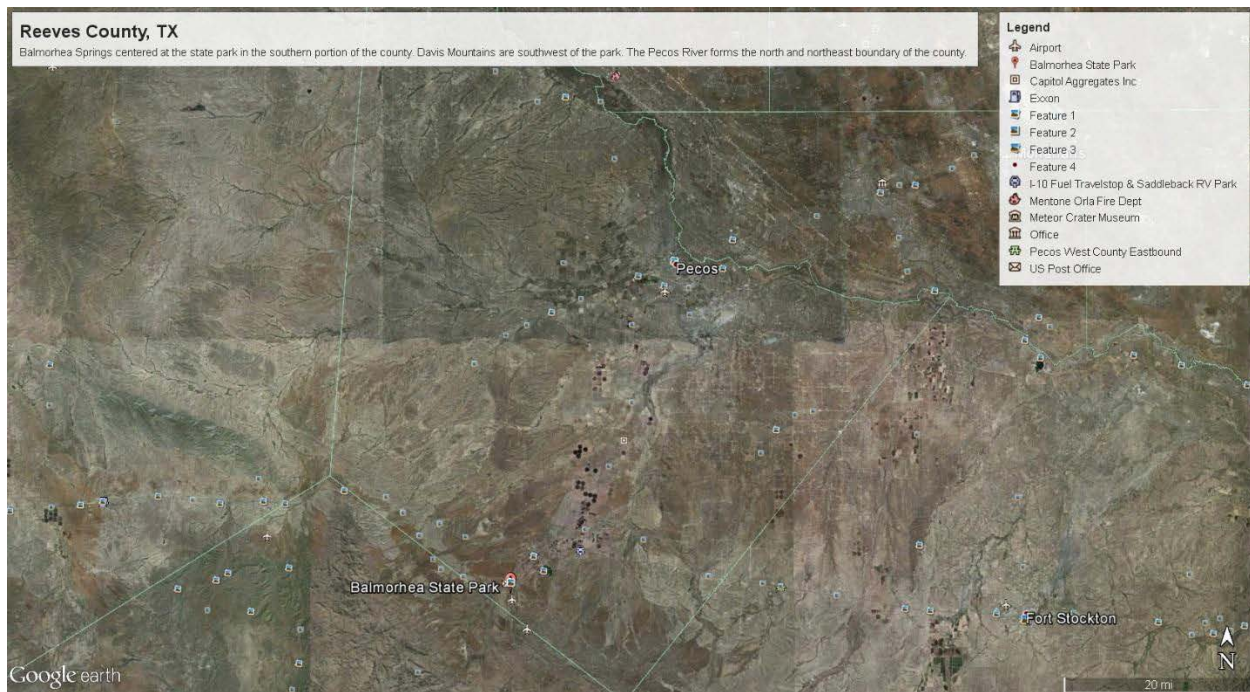 Reeves County, TX
Balmorhea Springs centered at the state park in the southern portion of the county. Davis Mountains are southwest of the park. The Pecos River forms the north and northeast boundary of the county.
Legend
Airport
Balmorhea State Park
Capitol Aggregates Inc
Exxon
Feature 1
Feature 2
Feature 3
Feature 4
I-10 Fuel Travelstop & Saddleback RV Park
Mentone Orla Fire Dept
Meteor Crater Museum
Office
Pecos West County Eastbound
US Post Office
Pecos
Balmorhea State Park
Fort Stockton
N
Google earth
20 mi